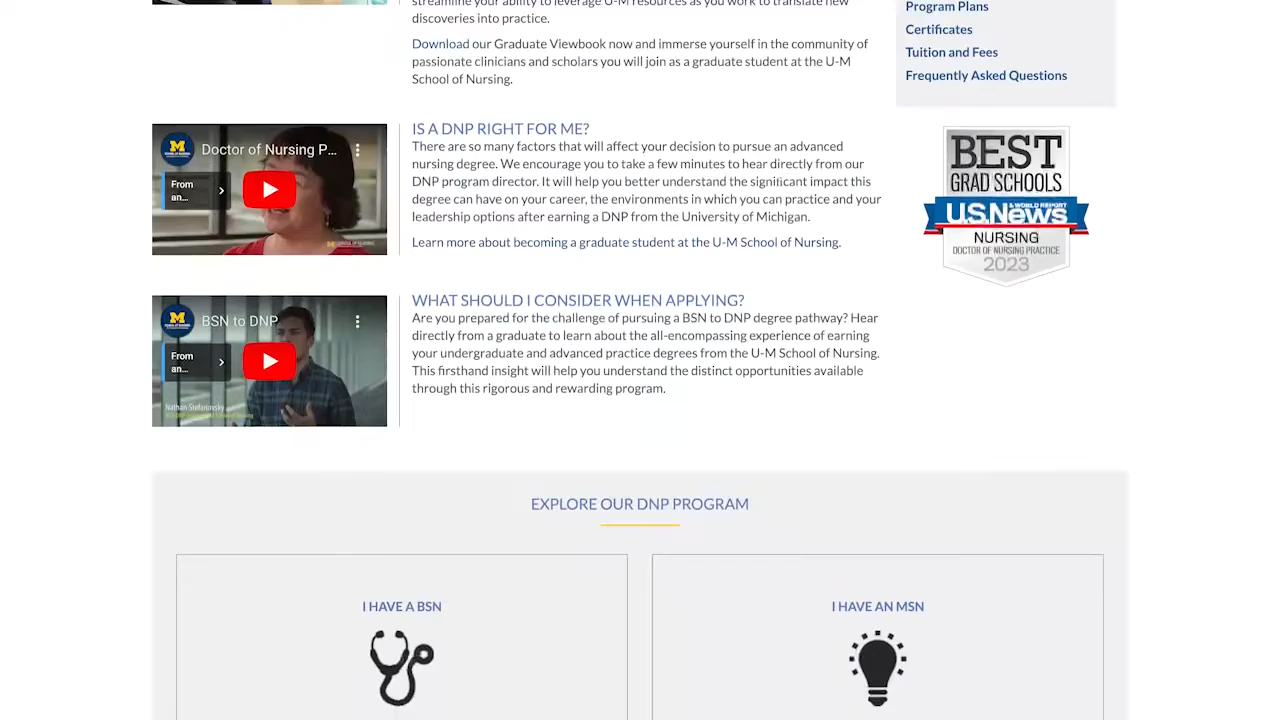 streamline your ability to leverage U-M resources as you work to translate new
discoveries into practice.
Download our Graduate Viewbook now and immerse yourself in the community of
passionate clinicians and scholars you will join as a graduate student at the U-M
School of Nursing.
Program Plans
Certificates
Tuition and Fees
Frequently Asked Questions
M
Doctor of Nursing P...
From
an...
IS A DNP RIGHT FOR ME?
There are so many factors that will affect your decision to pursue an advanced
nursing degree. We encourage you to take a few minutes to hear directly from our
DNP program director. It will help you better understand the significant impact this
degree can have on your career, the environments in which you can practice and your
leadership options after earning a DNP from the University of Michigan.
Learn more about becoming a graduate student at the U-M School of Nursing.
BEST
GRAD SCHOOLS
U.S.News
& WORLD REPORT
NURSING
DOCTOR OF NURSING PRACTICE
2023
M
BSN to DNP
From
an...
Nathan Stefanovsky
WHAT SHOULD I CONSIDER WHEN APPLYING?
Are you prepared for the challenge of pursuing a BSN to DNP degree pathway? Hear
directly from a graduate to learn about the all-encompassing experience of earning
your undergraduate and advanced practice degrees from the U-M School of Nursing.
This firsthand insight will help you understand the distinct opportunities available
through this rigorous and rewarding program.
EXPLORE OUR DNP PROGRAM
I HAVE A BSN
I HAVE AN MSN